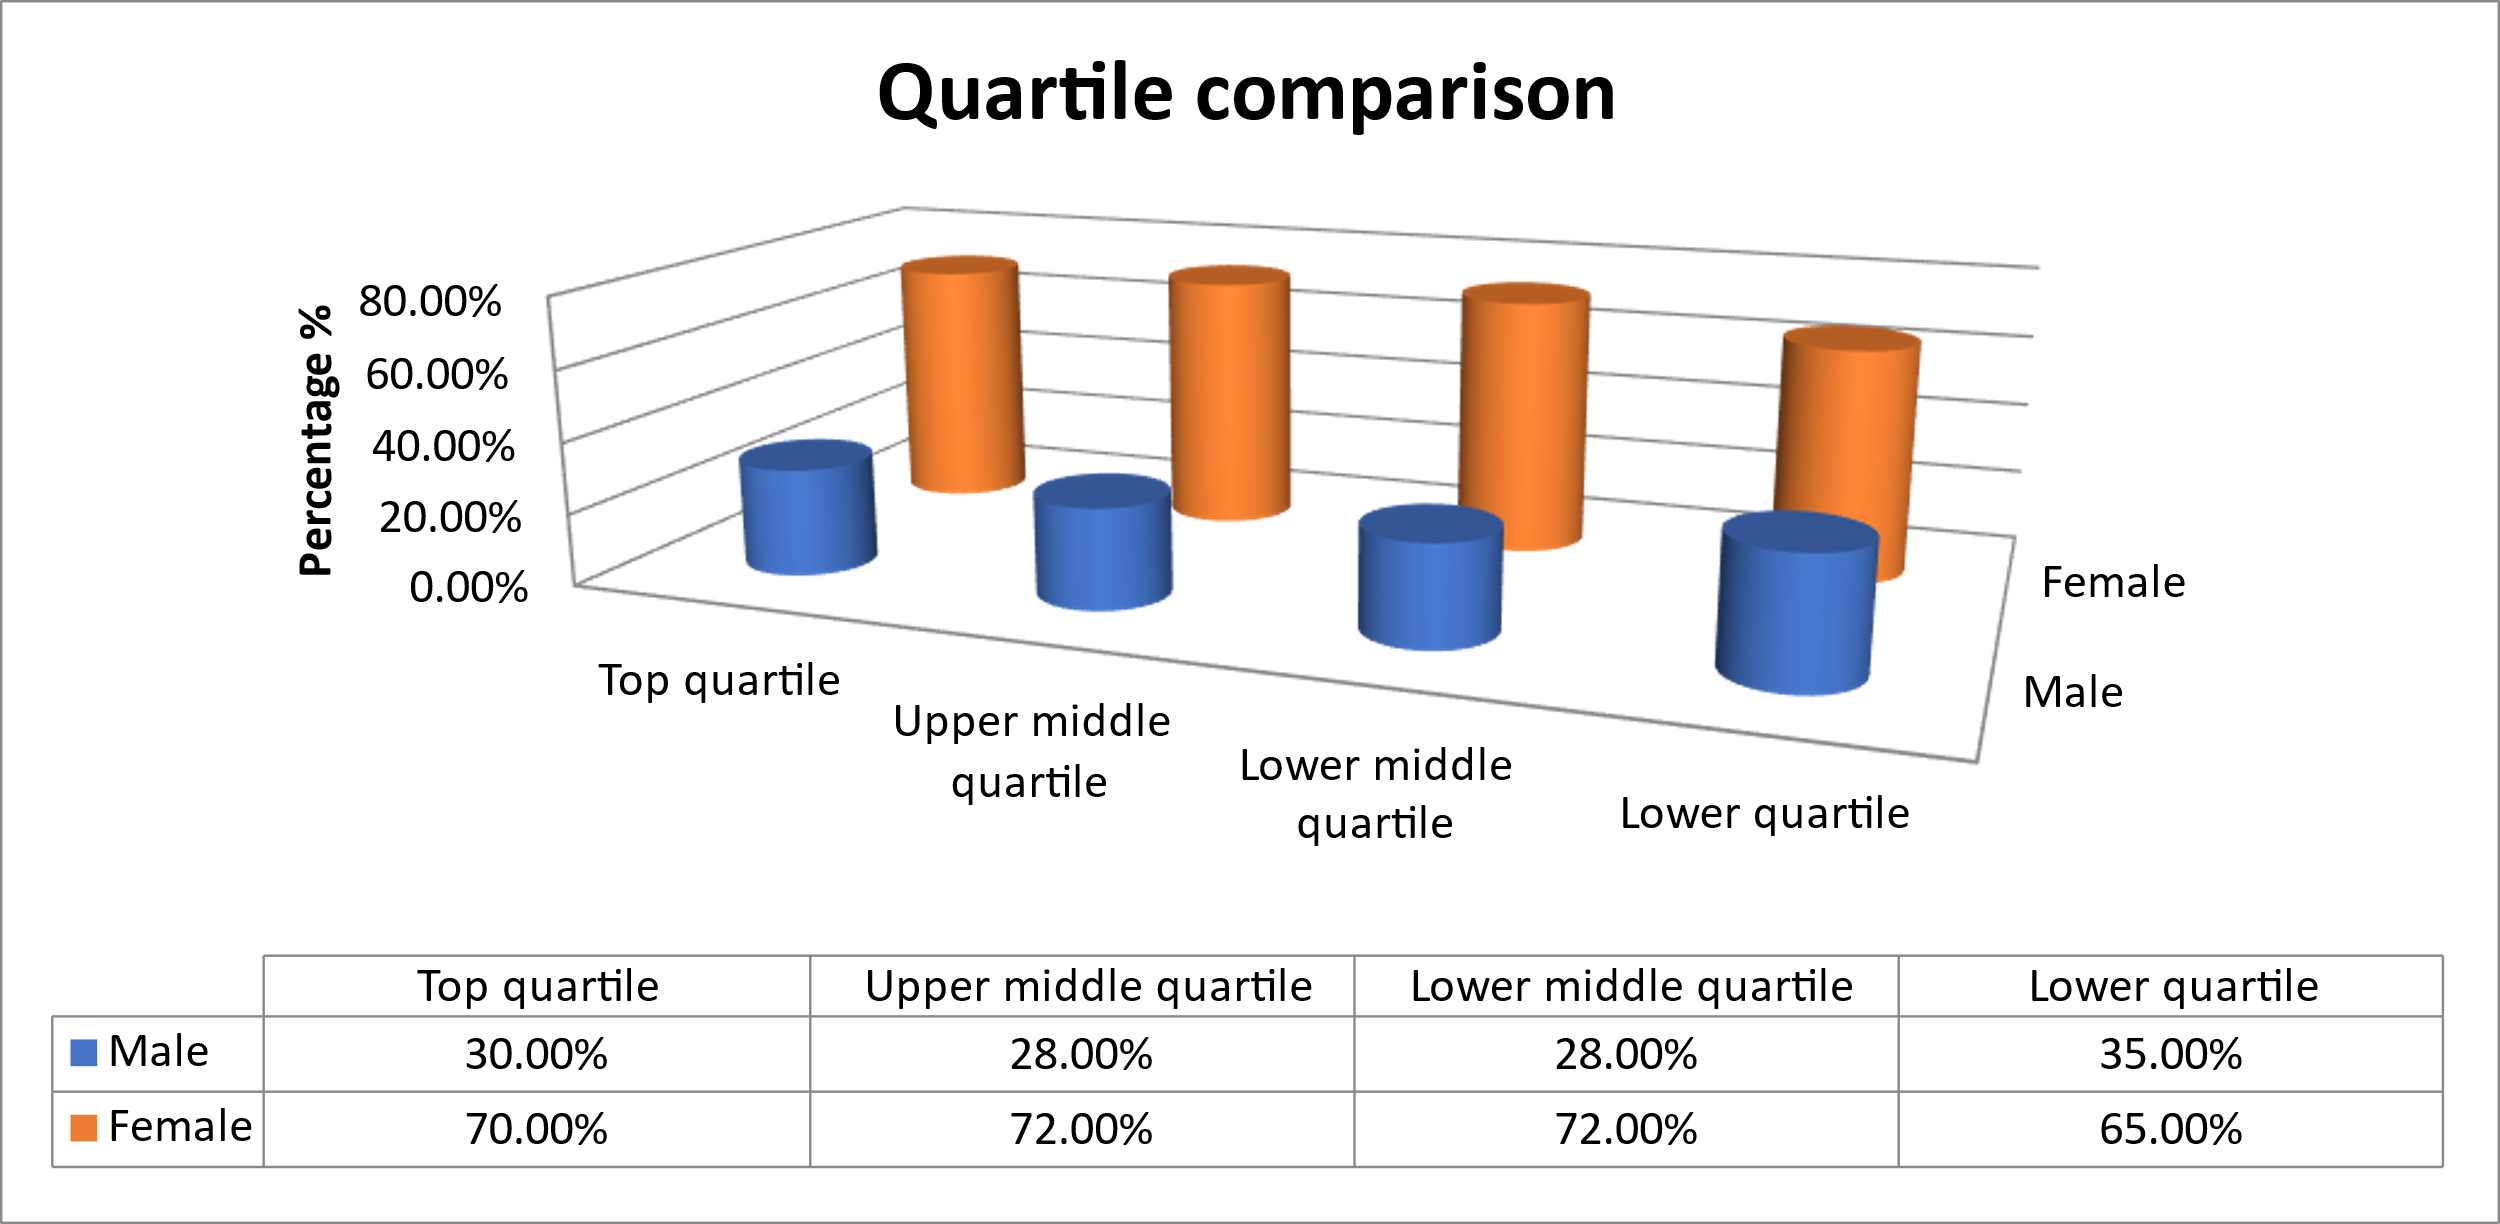 Quartile comparison
Percentage %
80.00%
60.00%
40.00%
20.00%
0.00%
Top quartile
Upper middle
quartile
Lower middle
quartile
Lower quartile
Female
Male
Top quartile Upper middle quartile Lower middle quartile Lower quartile
Male 30.00% 28.00% 28.00% 35.00%
Female 70.00% 72.00% 72.00% 65.00%